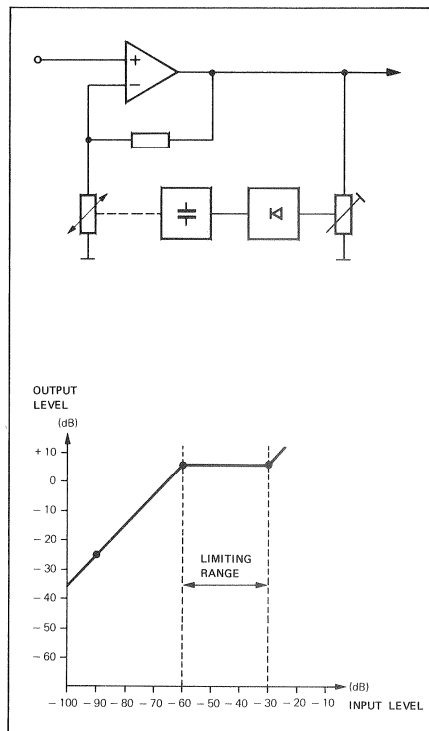 +
−
OUTPUT
LEVEL
(dB)
+ 10
0
− 10
− 20
− 30
− 40
− 50
− 60
LIMITING
RANGE
− 100 − 90 − 80 − 70 − 60 − 50 − 40 − 30 − 20 − 10
(dB)
INPUT LEVEL